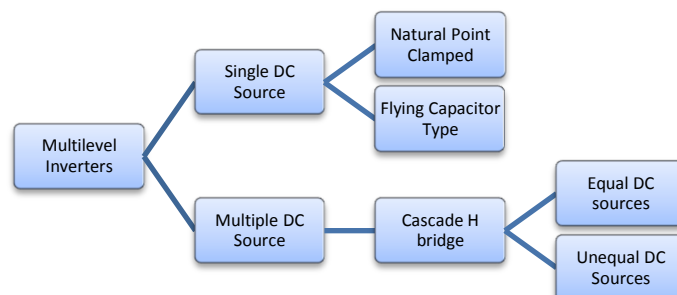 Natural Point
Clamped
Single DC
Source
Flying Capacitor
Type
Multilevel
Inverters
Equal DC
sources
Multiple DC
Source
Cascade H
bridge
Unequal DC
Sources